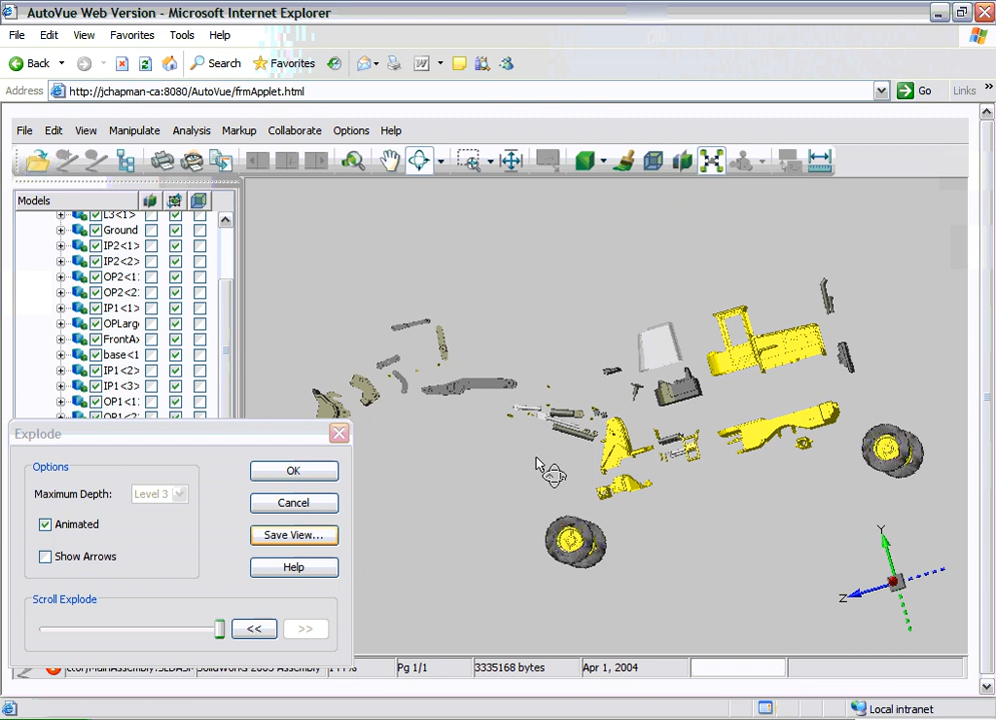 AutoVue Web Version - Microsoft Internet Explorer
File Edit View Favorites Tools Help
Back Search Favorites
Address http://jchapman-ca:8080/AutoVue/frmApplet.html Go Links »
File Edit View Manipulate Analysis Markup Collaborate Options Help
Models
L3<1>
Ground
IP2<1>
IP2<2>
OP2<1:
OP2<2:
IP1<1>
OPLarg
FrontAx
base<1
IP1<2>
IP1<3>
OP1<1:
OP1<2:
Explode
Options
Maximum Depth: Level 3
Animated
Show Arrows
OK
Cancel
Save View...
Help
Scroll Explode
<< >>
Y
Z
Pg 1/1 3335168 bytes Apr 1, 2004
Local intranet